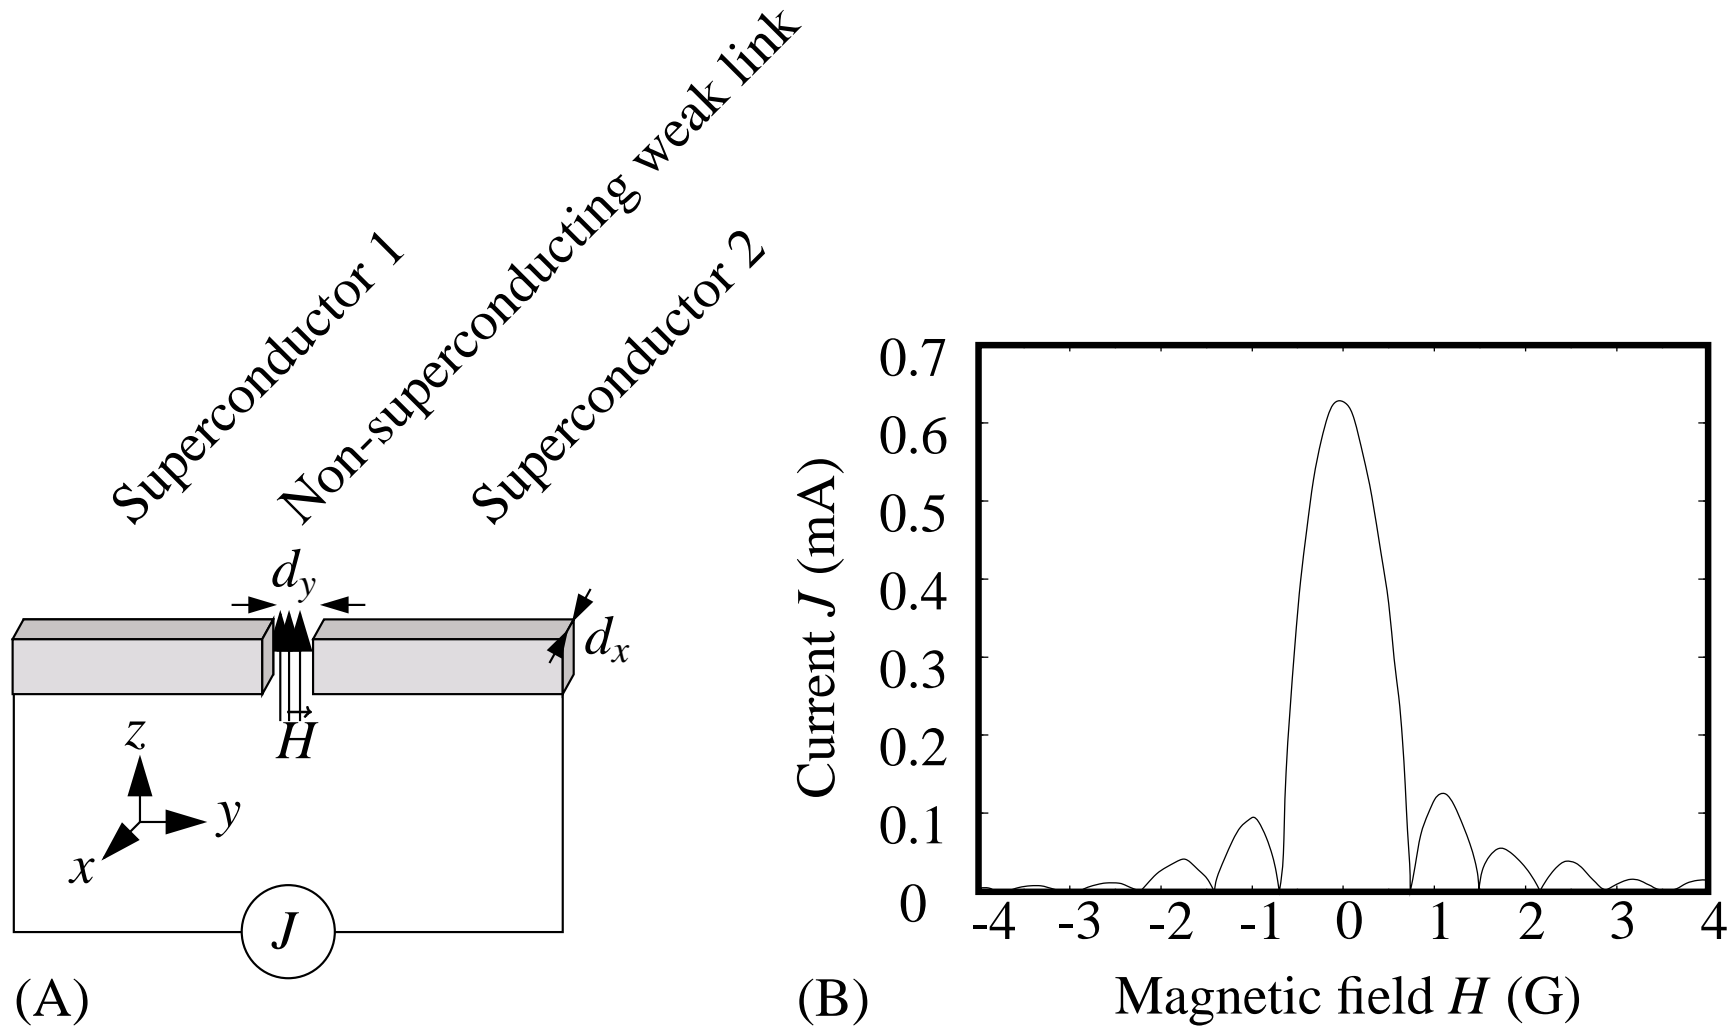 Superconductor 1
Non-superconducting weak link
Superconductor 2
d_y
d_x
H
z
y
x
J
(A)
0.7
0.6
0.5
0.4
0.3
0.2
0.1
0
Current J (mA)
-4 -3 -2 -1 0 1 2 3 4
Magnetic field H (G)
(B)